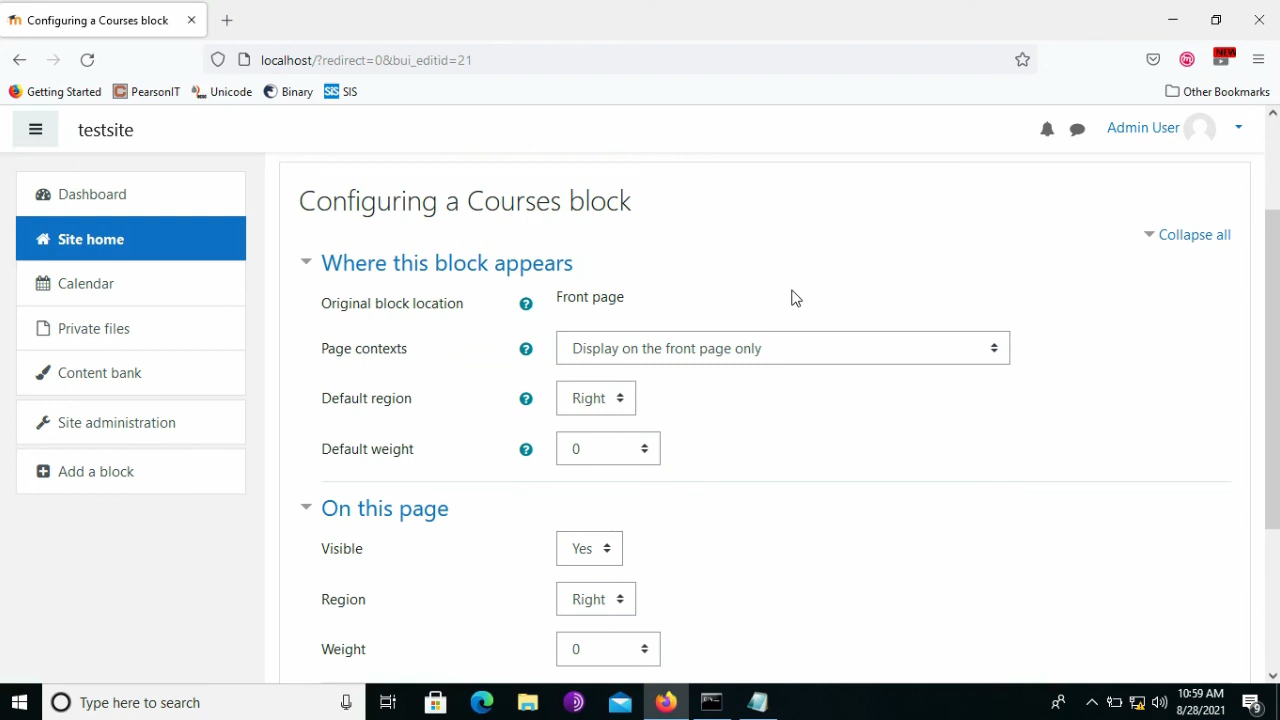 Configuring a Courses block
localhost/?redirect=0&bui_editid=21
NEW
Getting Started
PearsonIT
Unicode
Binary
SIS SIS
Other Bookmarks
testsite
Admin User
Dashboard
Site home
Calendar
Private files
Content bank
Site administration
Add a block
Configuring a Courses block
Collapse all
Where this block appears
Original block location ? Front page
Page contexts ? Display on the front page only
Default region ? Right
Default weight ? 0
On this page
Visible Yes
Region Right
Weight 0
Type here to search
10:59 AM
8/28/2021
9